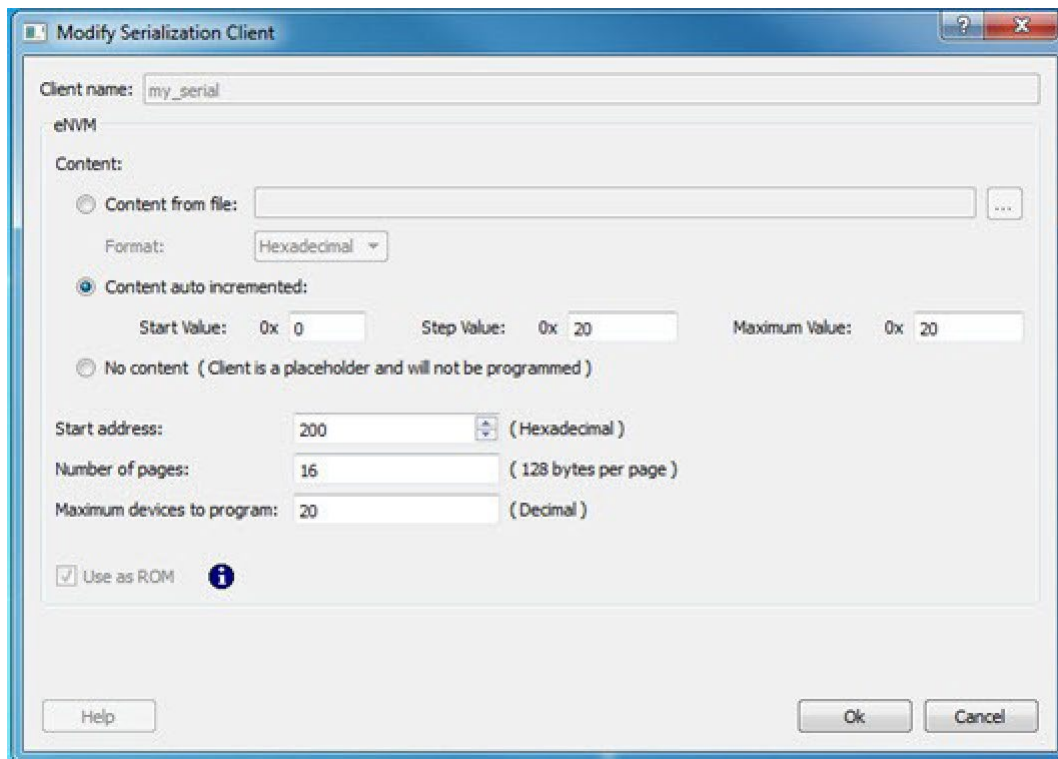 Modify Serialization Client
Client name: my_serial
eNVM
Content:
Content from file: ...
Format: Hexadecimal
Content auto incremented:
Start Value: 0x 0 Step Value: 0x 20 Maximum Value: 0x 20
No content ( Client is a placeholder and will not be programmed )
Start address: 200 ( Hexadecimal )
Number of pages: 16 ( 128 bytes per page )
Maximum devices to program: 20 ( Decimal )
Use as ROM
Help Ok Cancel